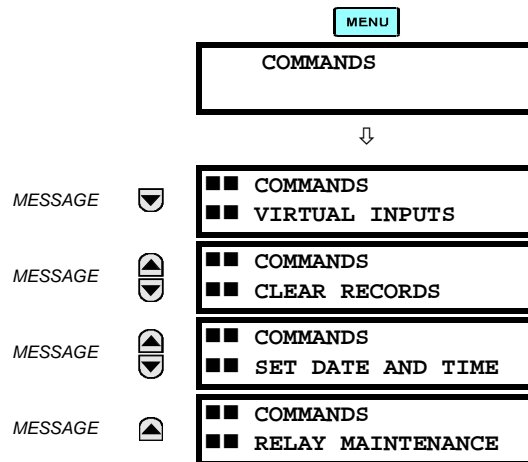 MENU
COMMANDS
⇩
MESSAGE ■■ COMMANDS
■■ VIRTUAL INPUTS
MESSAGE ■■ COMMANDS
■■ CLEAR RECORDS
MESSAGE ■■ COMMANDS
■■ SET DATE AND TIME
MESSAGE ■■ COMMANDS
■■ RELAY MAINTENANCE